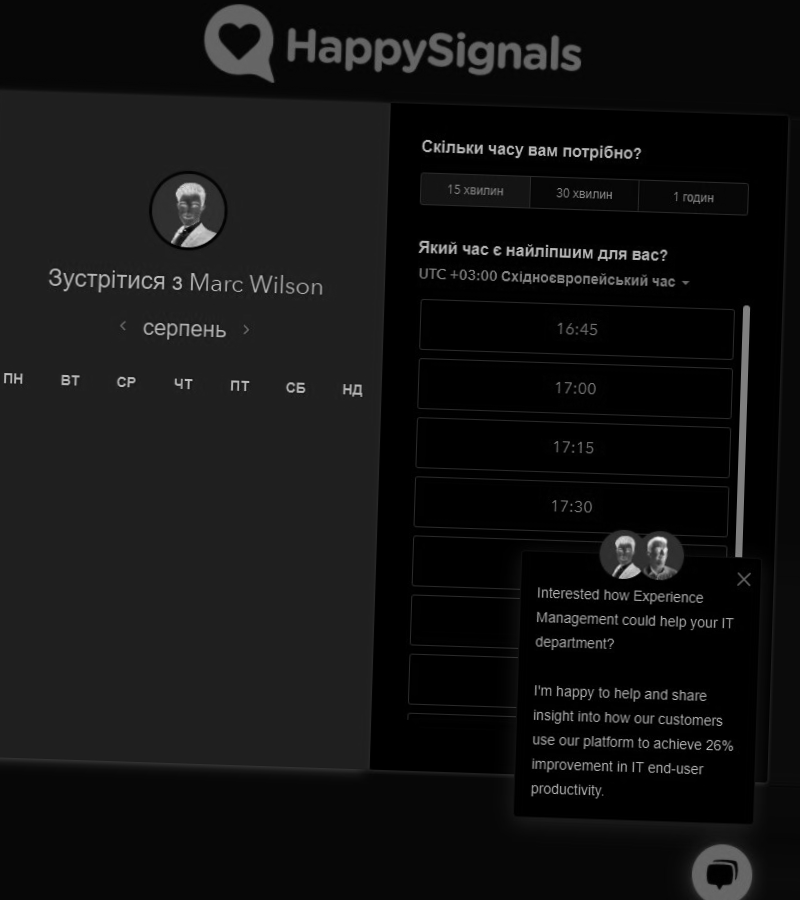 HappySignals
Зустрітися з Marc Wilson
серпень
ПН ВТ СР ЧТ ПТ СБ НД
Скільки часу вам потрібно?
15 хвилин 30 хвилин 1 годин
Який час є найліпшим для вас?
UTC +03:00 Східноєвропейський час
16:45
17:00
17:15
17:30
Interested how Experience
Management could help your IT
department?
I'm happy to help and share
insight into how our customers
use our platform to achieve 26%
improvement in IT end-user
productivity.